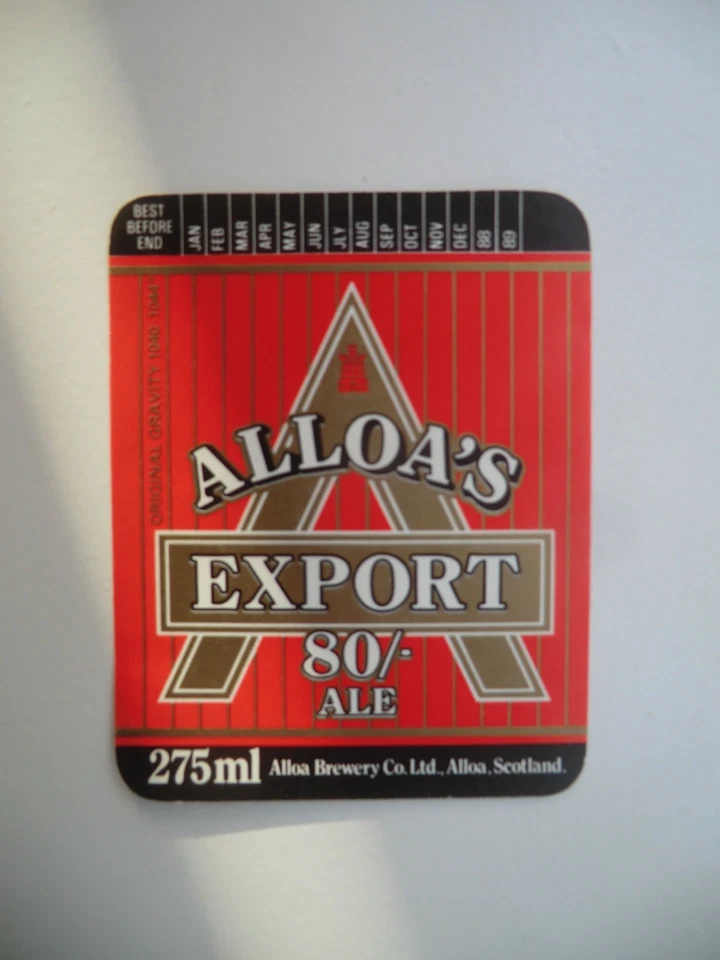 BEST
BEFORE
END
JAN
FEB
MAR
APR
MAY
JUN
JLY
AUG
SEP
OCT
NOV
DEC
88
89
ORIGINAL GRAVITY 1040-1044°
ALLOA'S
EXPORT
80/-
ALE
275ml Alloa Brewery Co. Ltd., Alloa, Scotland.